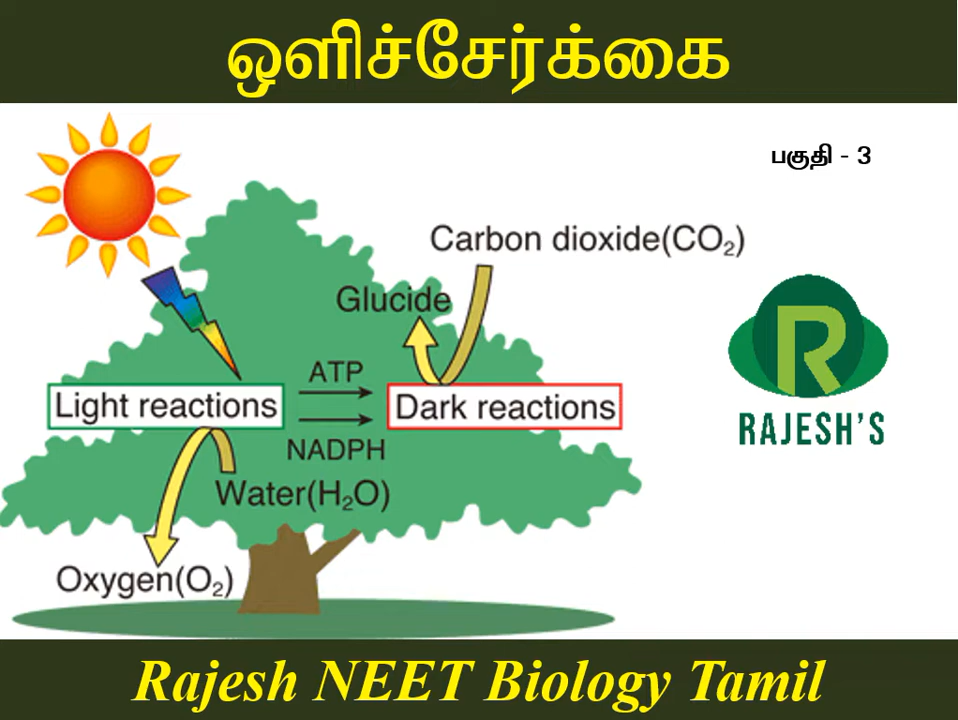 ஒளிச்சேர்க்கை
பகுதி - 3
Carbon dioxide(CO₂)
Glucide
ATP
Light reactions
Dark reactions
NADPH
Water(H₂O)
Oxygen(O₂)
RAJESH'S
Rajesh NEET Biology Tamil